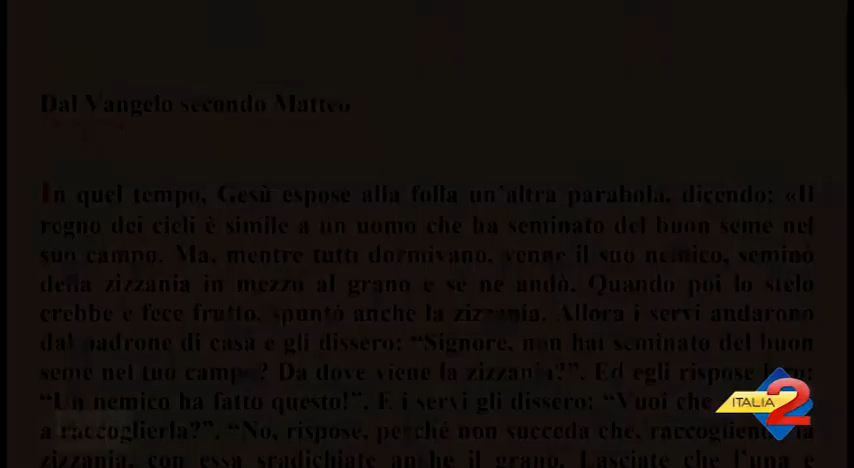 Dal Vangelo secondo Matteo
In quel tempo, Gesù espose alla folla un'altra parabola, dicendo: «Il
regno dei cieli è simile a un uomo che ha seminato del buon seme nel
suo campo. Ma, mentre tutti dormivano, venne il suo nemico, seminò
della zizzania in mezzo al grano e se ne andò. Quando poi lo stelo
crebbe e fece frutto, spuntò anche la zizzania. Allora i servi andarono
dal padrone di casa e gli dissero: “Signore, non hai seminato del buon
seme nel tuo campo? Da dove viene la zizzania?”. Ed egli rispose loro:
“Un nemico ha fatto questo!”. E i servi gli dissero: “Vuoi che
a raccoglierla?”. “No, rispose, perché non succeda che, raccogliendo la
zizzania, con essa sradichiate anche il grano. Lasciate che l'una e
ITALIA 2